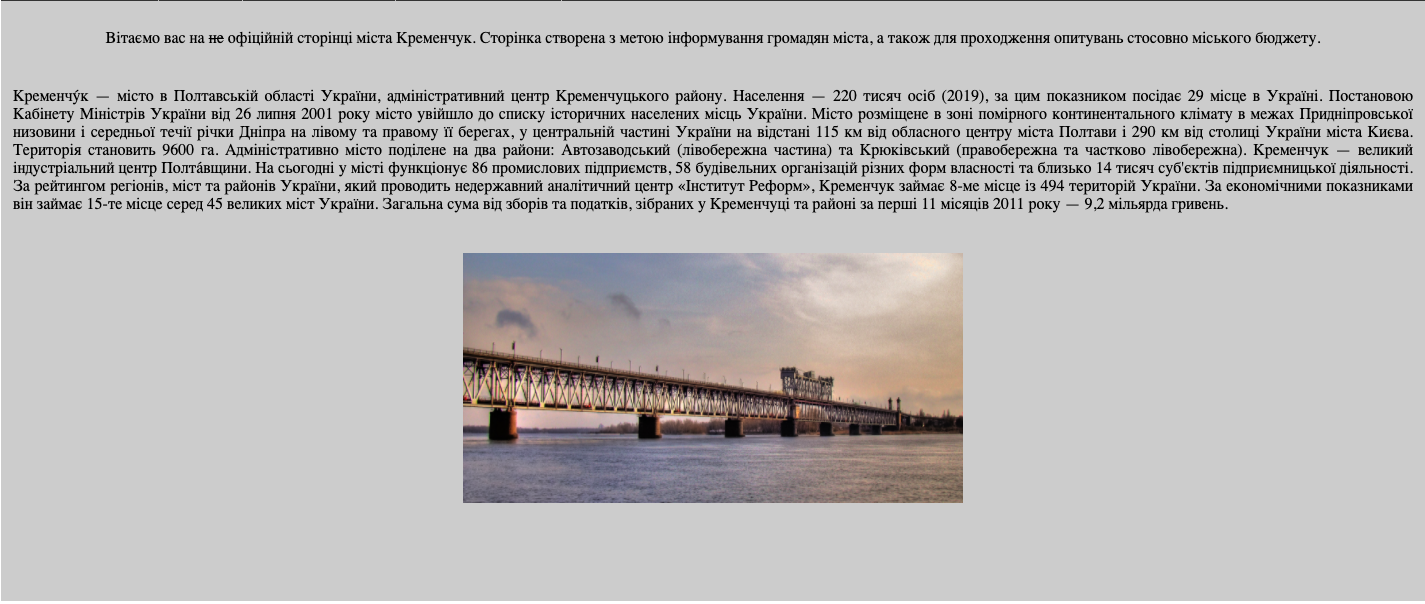 Вітаємо вас на не офіційній сторінці міста Кременчук. Сторінка створена з метою інформування громадян міста, а також для проходження опитувань стосовно міського бюджету.
Кременчу́к — місто в Полтавській області України, адміністративний центр Кременчуцького району. Населення — 220 тисяч осіб (2019), за цим показником посідає 29 місце в Україні. Постановою
Кабінету Міністрів України від 26 липня 2001 року місто увійшло до списку історичних населених місць України. Місто розміщене в зоні помірного континентального клімату в межах Придніпровської
низовини і середньої течії річки Дніпра на лівому та правому її берегах, у центральній частині України на відстані 115 км від обласного центру міста Полтави і 290 км від столиці України міста Києва.
Територія становить 9600 га. Адміністративно місто поділене на два райони: Автозаводський (лівобережна частина) та Крюківський (правобережна та частково лівобережна). Кременчук — великий
індустріальний центр Полта́вщини. На сьогодні у місті функціонує 86 промислових підприємств, 58 будівельних організацій різних форм власності та близько 14 тисяч суб'єктів підприємницької діяльності.
За рейтингом регіонів, міст та районів України, який проводить недержавний аналітичний центр «Інститут Реформ», Кременчук займає 8-ме місце із 494 територій України. За економічними показниками
він займає 15-те місце серед 45 великих міст України. Загальна сума від зборів та податків, зібраних у Кременчуці та районі за перші 11 місяців 2011 року — 9,2 мільярда гривень.